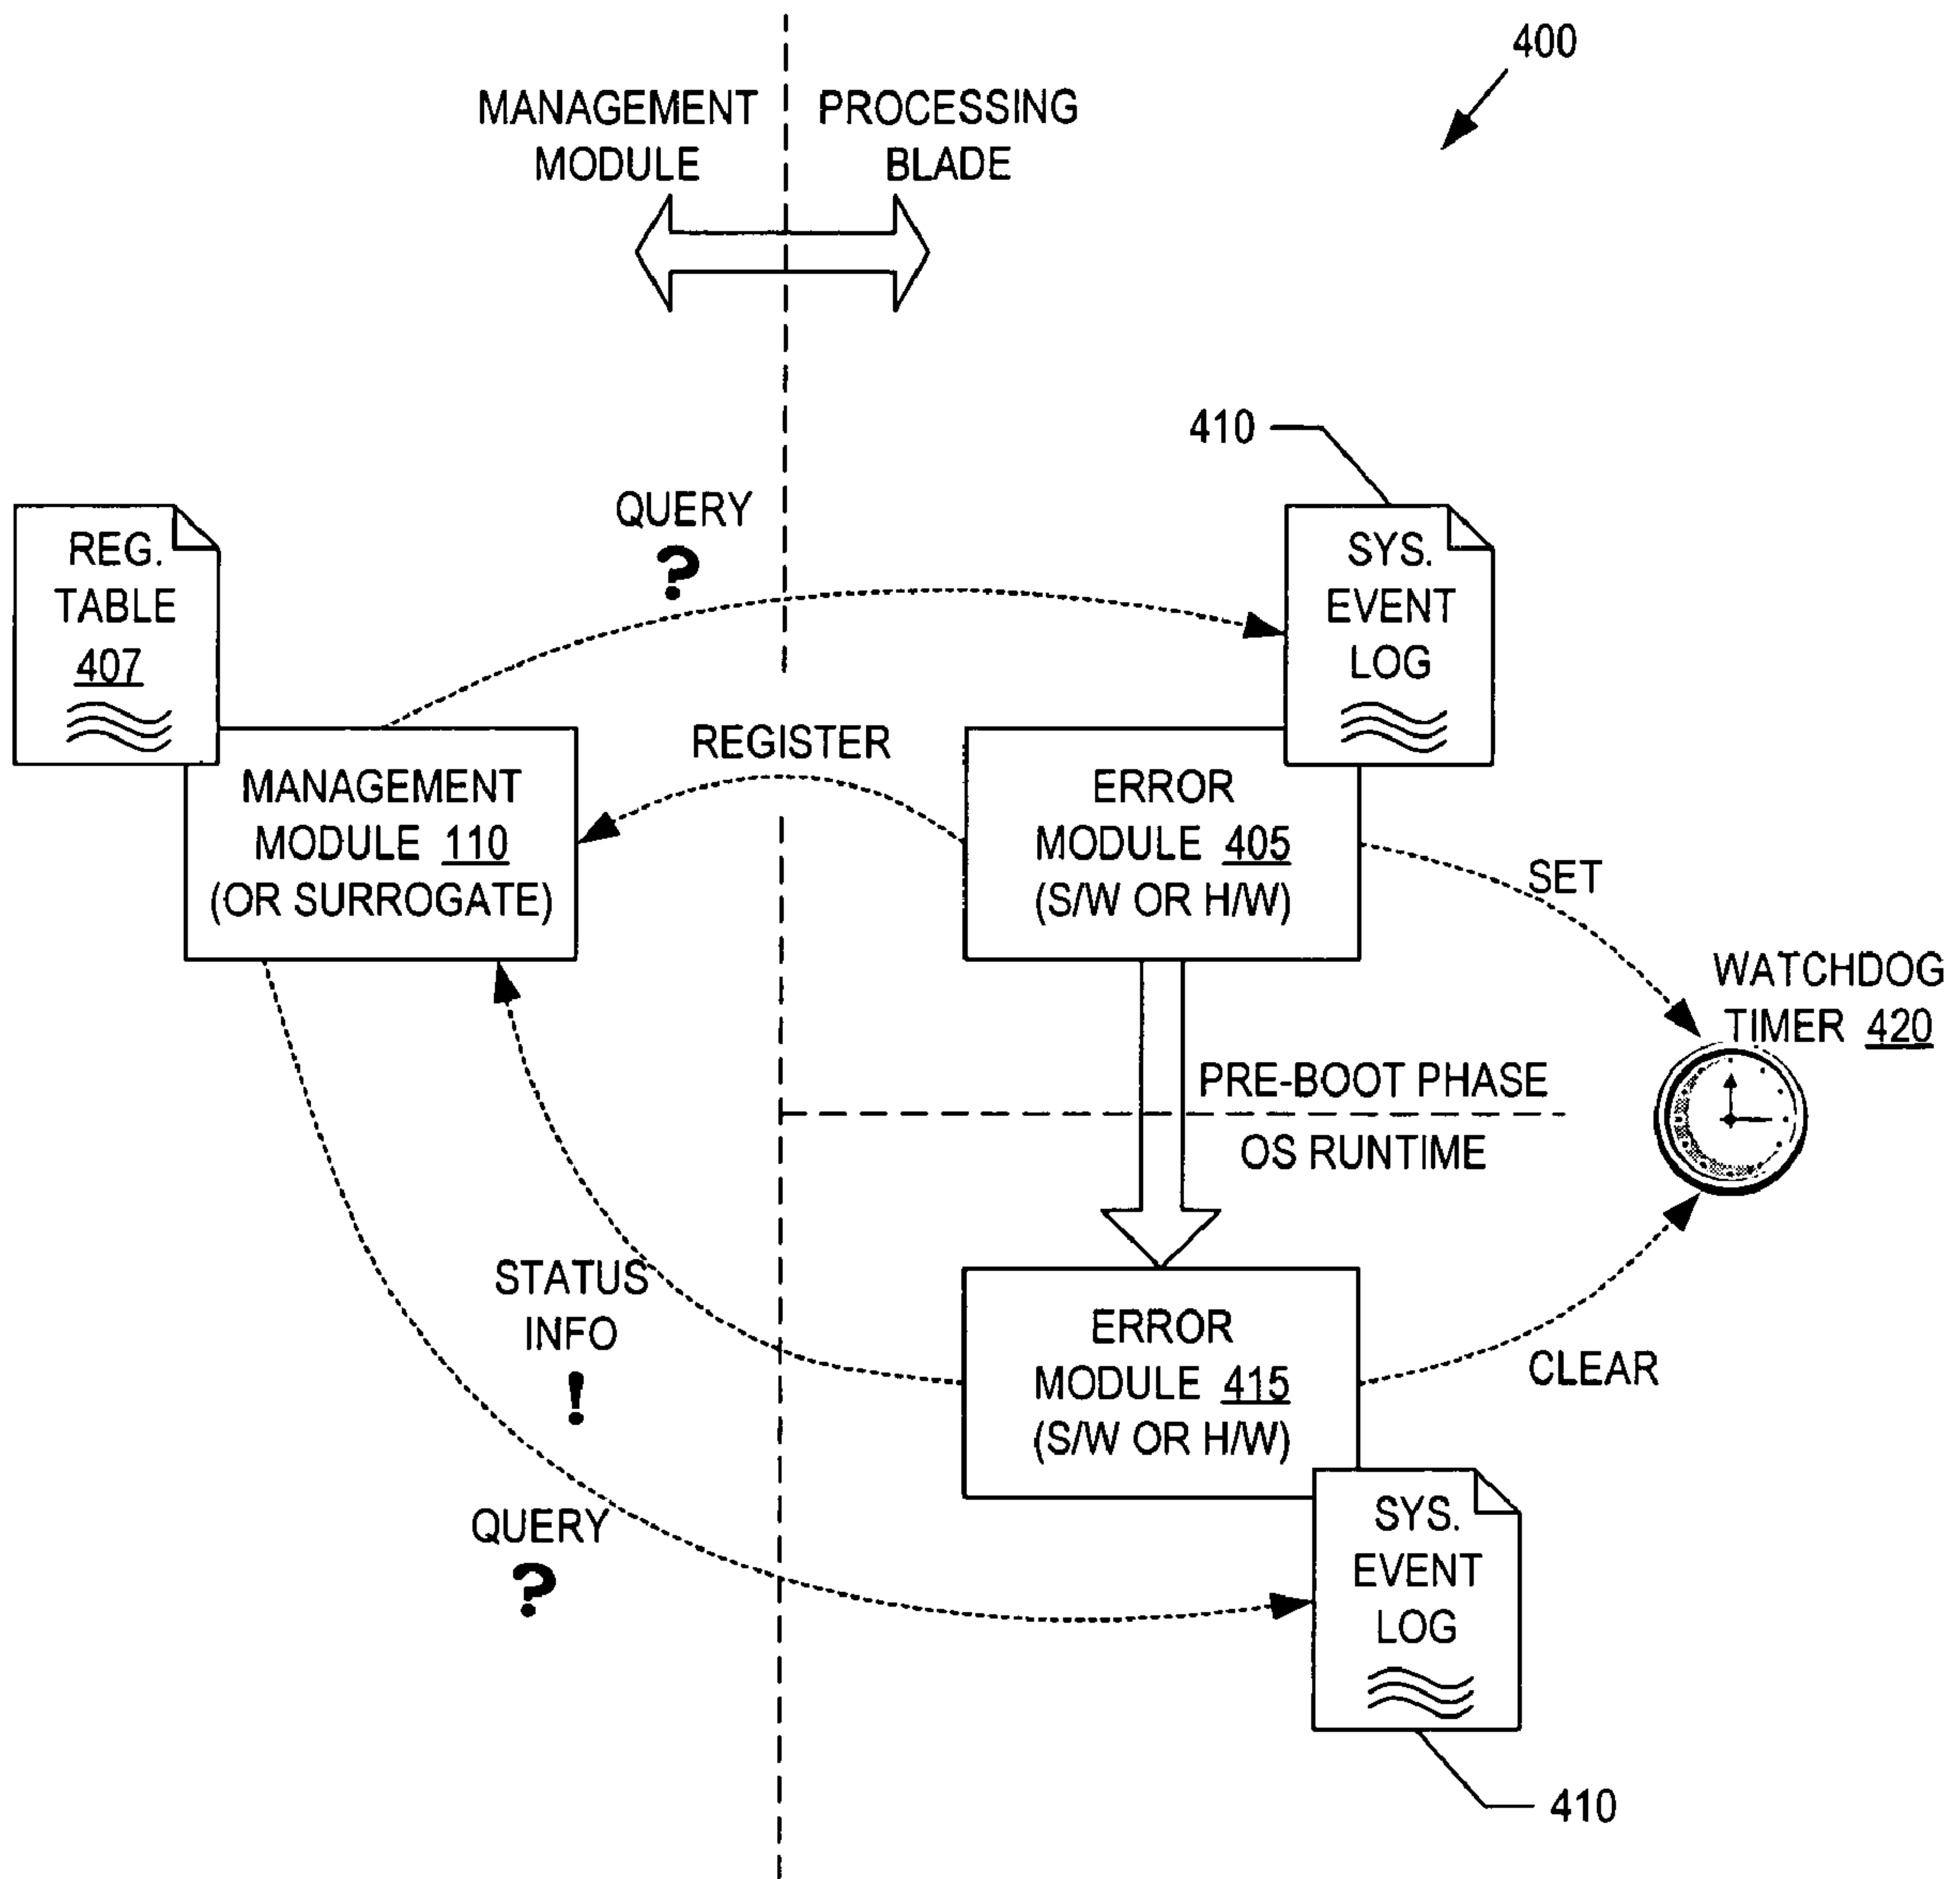 400
MANAGEMENT
MODULE
PROCESSING
BLADE
410
QUERY
?
REG.
TABLE
407
SYS.
EVENT
LOG
REGISTER
MANAGEMENT
MODULE 110
(OR SURROGATE)
ERROR
MODULE 405
(S/W OR H/W)
SET
WATCHDOG
TIMER 420
PRE-BOOT PHASE
OS RUNTIME
STATUS
INFO
!
ERROR
MODULE 415
(S/W OR H/W)
CLEAR
QUERY
?
SYS.
EVENT
LOG
410